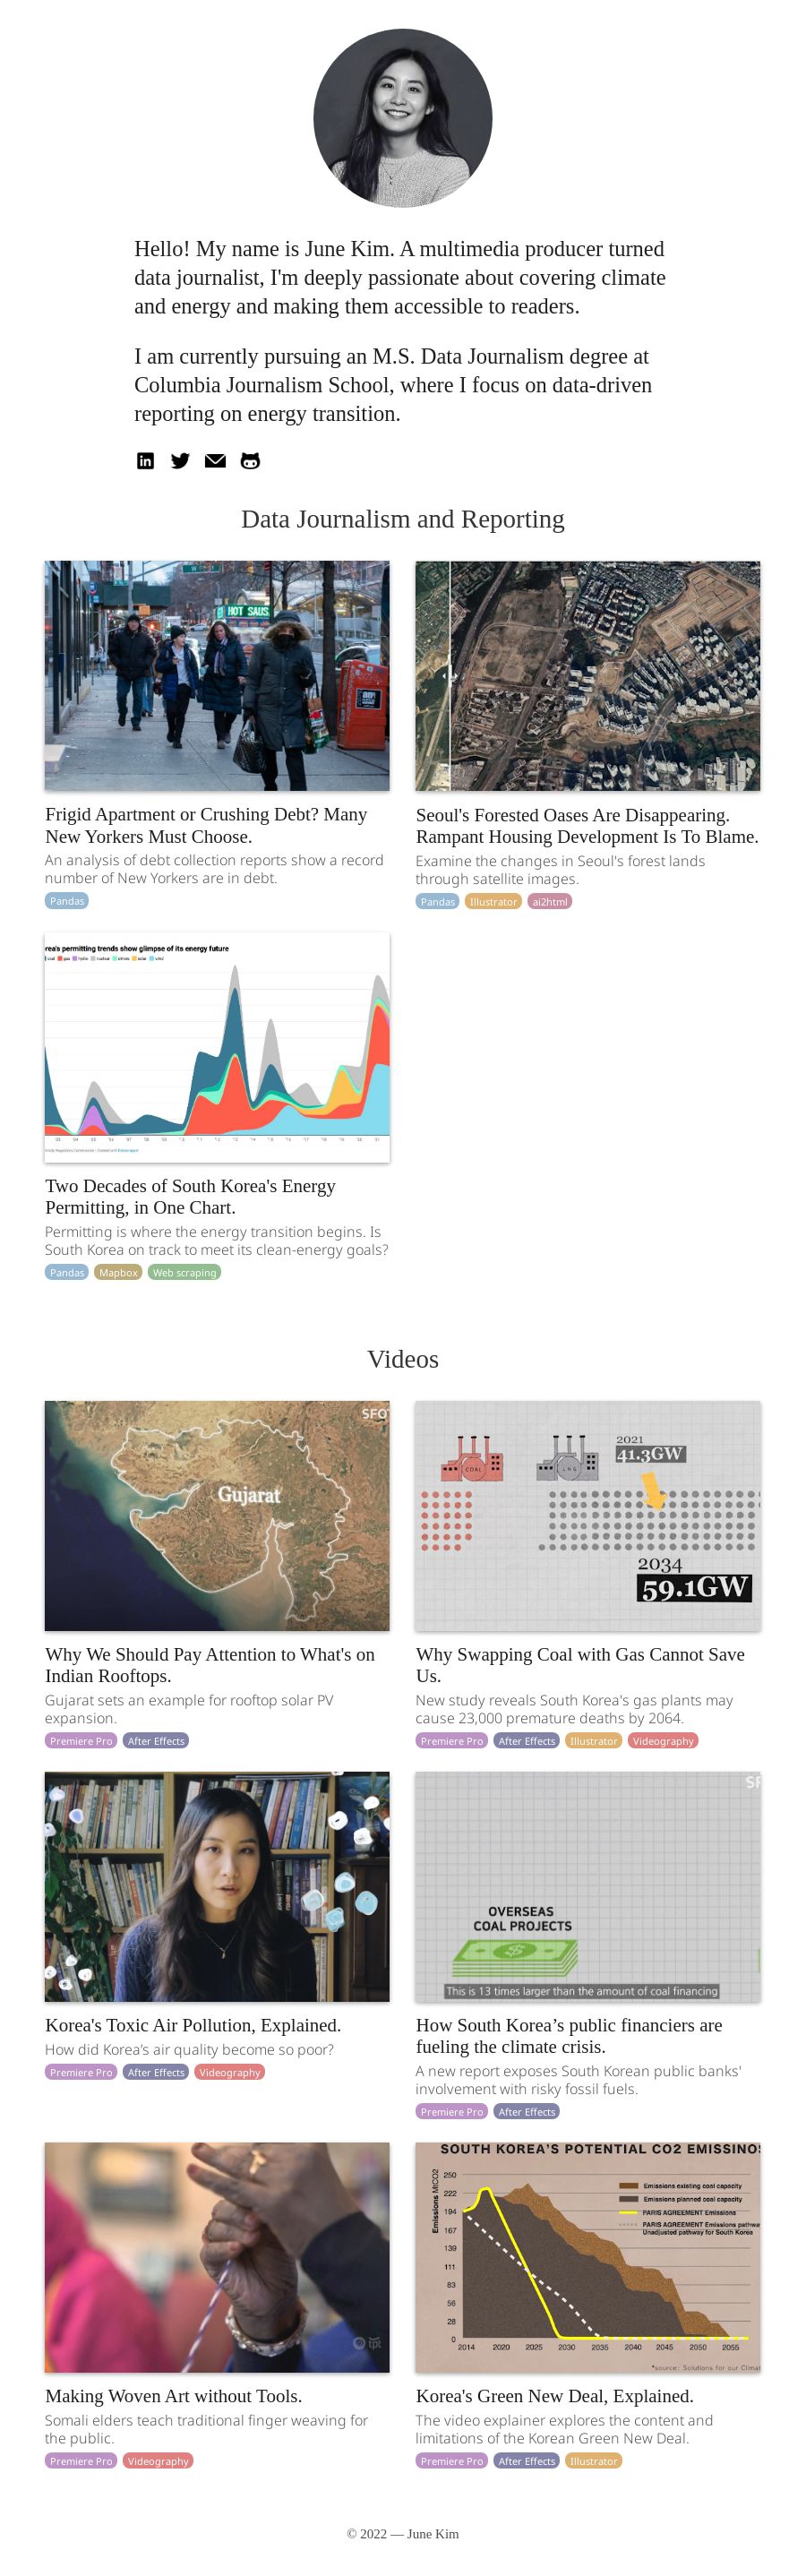 Hello! My name is June Kim. A multimedia producer turned
data journalist, I'm deeply passionate about covering climate
and energy and making them accessible to readers.
I am currently pursuing an M.S. Data Journalism degree at
Columbia Journalism School, where I focus on data-driven
reporting on energy transition.
in
Data Journalism and Reporting
HOT SAUS
Frigid Apartment or Crushing Debt? Many
New Yorkers Must Choose.
An analysis of debt collection reports show a record
number of New Yorkers are in debt.
Pandas
Seoul's Forested Oases Are Disappearing.
Rampant Housing Development Is To Blame.
Examine the changes in Seoul's forest lands
through satellite images.
Pandas Illustrator ai2html
rea's permitting trends show glimpse of its energy future
Two Decades of South Korea's Energy
Permitting, in One Chart.
Permitting is where the energy transition begins. Is
South Korea on track to meet its clean-energy goals?
Pandas Mapbox Web scraping
Videos
SFO
Gujarat
Why We Should Pay Attention to What's on
Indian Rooftops.
Gujarat sets an example for rooftop solar PV
expansion.
Premiere Pro After Effects
COAL
LNG
2021
41.3GW
2034
59.1GW
Why Swapping Coal with Gas Cannot Save
Us.
New study reveals South Korea's gas plants may
cause 23,000 premature deaths by 2064.
Premiere Pro After Effects Illustrator Videography
Korea's Toxic Air Pollution, Explained.
How did Korea's air quality become so poor?
Premiere Pro After Effects Videography
OVERSEAS
COAL PROJECTS
This is 13 times larger than the amount of coal financing
How South Korea’s public financiers are
fueling the climate crisis.
A new report exposes South Korean public banks'
involvement with risky fossil fuels.
Premiere Pro After Effects
tpt
Making Woven Art without Tools.
Somali elders teach traditional finger weaving for
the public.
Premiere Pro Videography
SOUTH KOREA'S POTENTIAL CO2 EMISSINOS
Emissions MtCO2
250
222
194
167
139
111
83
56
28
0
2014 2020 2025 2030 2035 2040 2045 2050 2055
Emissions existing coal capacity
Emissions planned coal capacity
PARIS AGREEMENT Emissions
PARIS AGREEMENT Emissions pathwa
Unadjusted pathway for South Korea
*source: Solutions for our Clima
Korea's Green New Deal, Explained.
The video explainer explores the content and
limitations of the Korean Green New Deal.
Premiere Pro After Effects Illustrator
© 2022 — June Kim